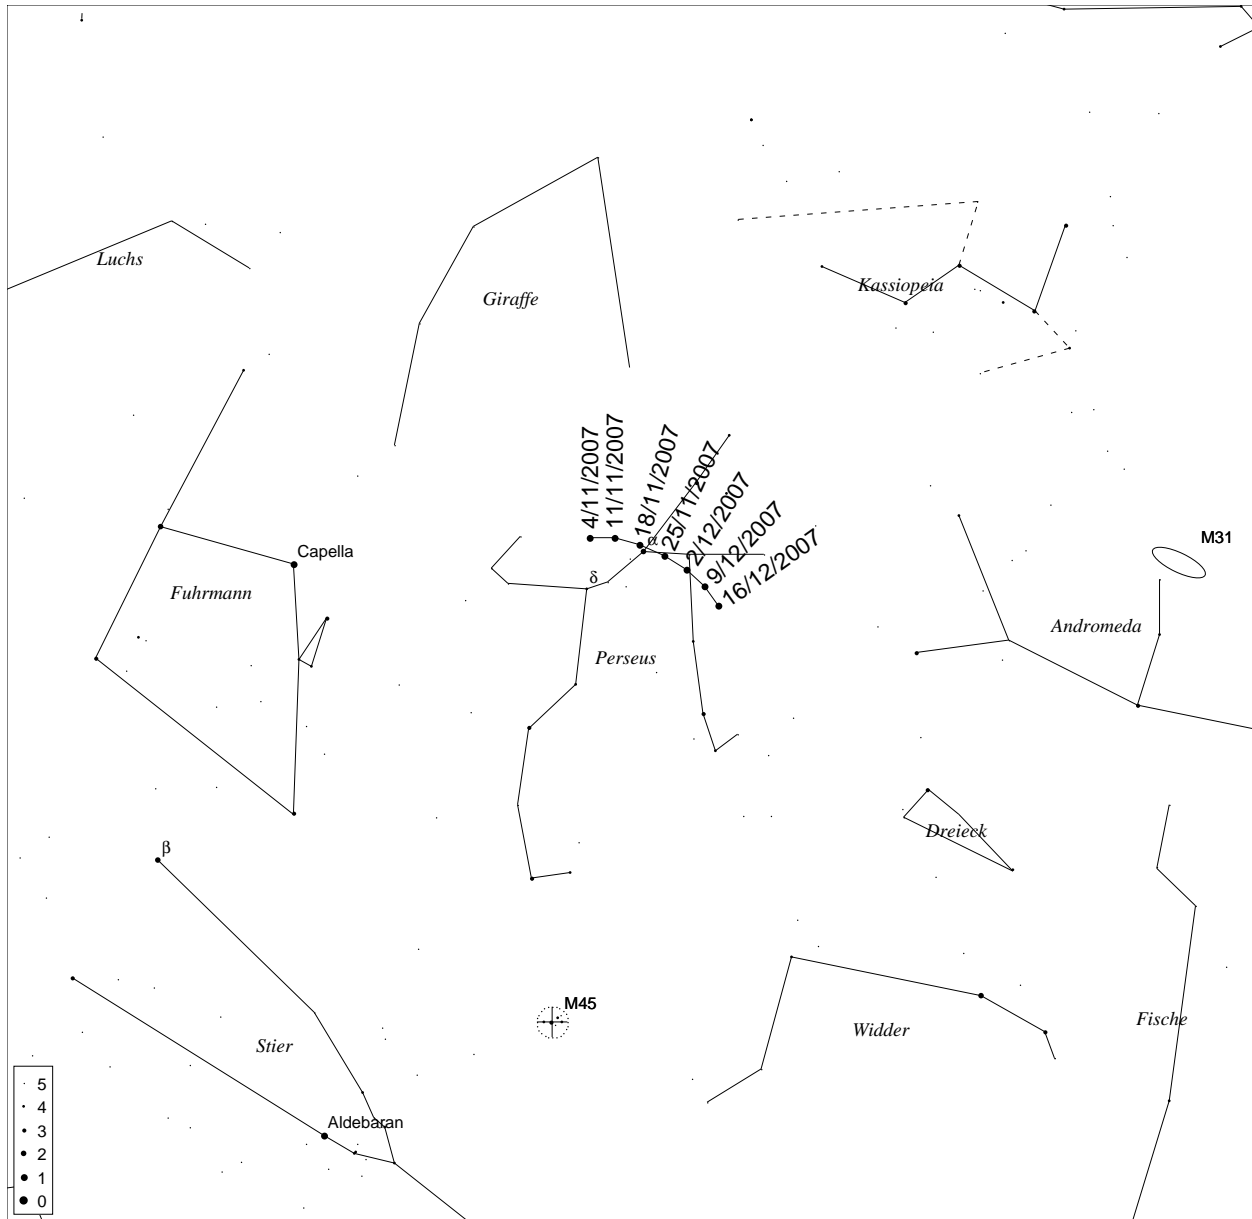 Luchs
Giraffe
Kassiopeia
4/11/2007
11/11/2007
18/11/2007
25/11/2007
2/12/2007
9/12/2007
16/12/2007
α
M31
Capella
δ
Fuhrmann
Perseus
Andromeda
Dreieck
β
M45
Stier
Widder
Fische
Aldebaran
5
4
3
2
1
0